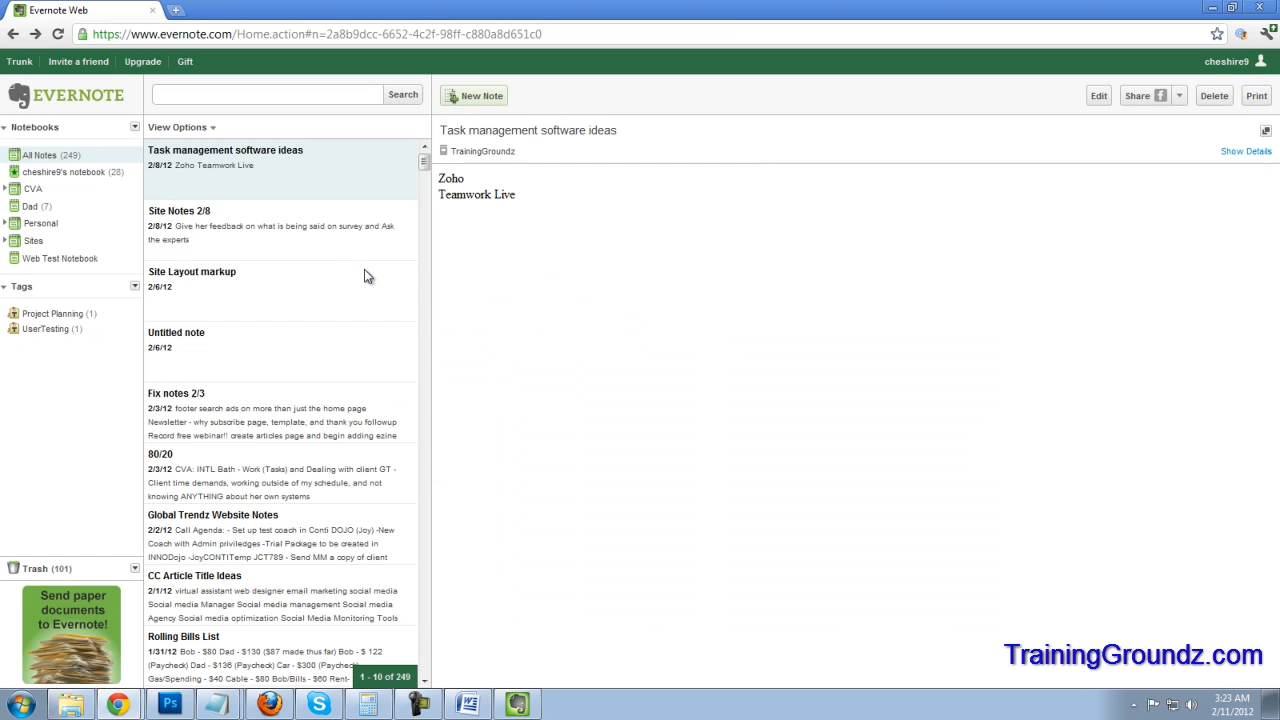 Evernote Web
https://www.evernote.com/Home.action#n=2a8b9dcc-6652-4c2f-98ff-c880a8d651c0
Trunk Invite a friend Upgrade Gift cheshire9
EVERNOTE
Search
New Note
Edit Share Delete Print
Notebooks
All Notes (249)
cheshire9's notebook (28)
CVA
Dad (7)
Personal
Sites
Web Test Notebook
Tags
Project Planning (1)
UserTesting (1)
Trash (101)
Send paper
documents
to Evernote!
View Options
Task management software ideas
2/8/12 Zoho Teamwork Live
Site Notes 2/8
2/8/12 Give her feedback on what is being said on survey and Ask
the experts
Site Layout markup
2/6/12
Untitled note
2/6/12
Fix notes 2/3
2/3/12 footer search ads on more than just the home page
Newsletter - why subscribe page, template, and thank you followup
Record free webinar!! create articles page and begin adding ezine
80/20
2/3/12 CVA: INTL Bath - Work (Tasks) and Dealing with client GT -
Client time demands, working outside of my schedule, and not
knowing ANYTHING about her own systems
Global Trendz Website Notes
2/2/12 Call Agenda: - Set up test coach in Conti DOJO (Joy) -New
Coach with Admin priviledges -Trial Package to be created in
INNODojo -JoyCONTITemp JCT789 - Send MM a copy of client
CC Article Title Ideas
2/1/12 virtual assistant web designer email marketing social media
Social media Manager Social media management Social media
Agency Social media optimization Social Media Monitoring Tools
Rolling Bills List
1/31/12 Bob - $80 Dad - $130 ($87 made thus far) Bob - $ 122
(Paycheck) Dad - $136 (Paycheck) Car - $300 (Paycheck)
Gas/Spending - $40 Cable - $80 Bob/Bills - $60 Rent-
1 - 10 of 249
Task management software ideas
TrainingGroundz
Show Details
Zoho
Teamwork Live
TrainingGroundz.com
3:23 AM
2/11/2012